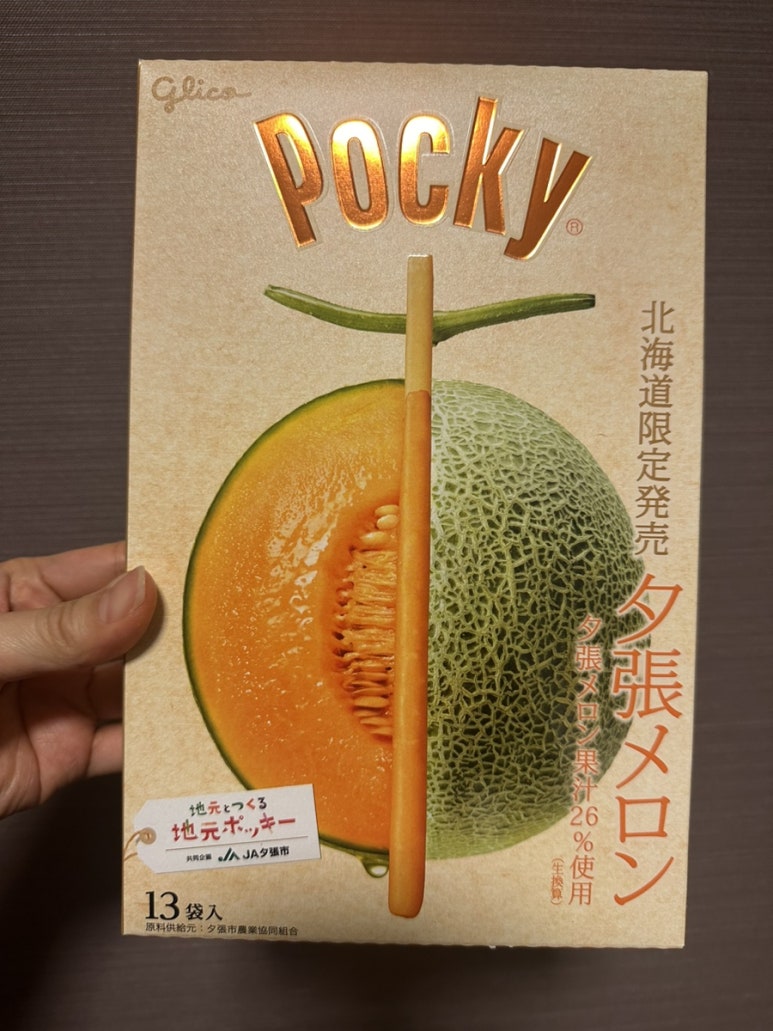 Glico
Pocky®
北海道限定発売
夕張メロン
夕張メロン果汁26%使用
(生換算)
地元とつくる
地元ポッキー
共同企画 JA JA夕張市
13袋入
原料供給元:夕張市農業協同組合